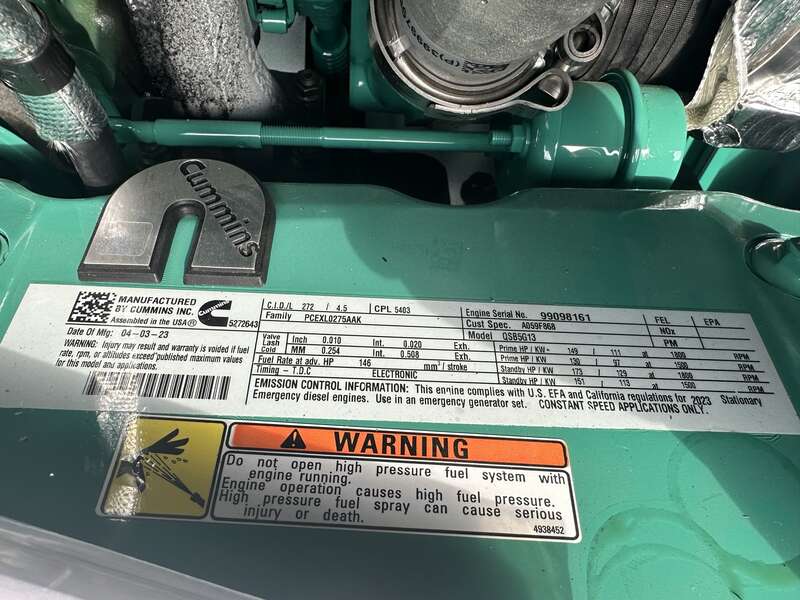 Cummins
MANUFACTURED
BY CUMMINS INC.
Assembled in the USA®
Cummins
5272643
Date Of Mfg: 04-03-23
WARNING: Injury may result and warranty is voided if fuel
rate, rpm, or altitudes exceed published maximum values
for this model and applications.
C.I.D./L 272 / 4.5 CPL 5403
Family PCEXL0275AAK
Valve Lash Cold Inch 0.010 Int. 0.020 Exh.
MM 0.254 Int. 0.508 Exh.
Fuel Rate at adv. HP 146 mm³/stroke
Timing - T.D.C ELECTRONIC
Engine Serial No. 99098161
Cust Spec. A059F868
Model QSB5G13
Prime HP / KW 149 / 111 at 1800 RPM
Prime HP / KW 130 / 97 at 1500 RPM
Standby HP / KW 173 / 129 at 1800 RPM
Standby HP / KW 151 / 113 at 1500 RPM
FEL EPA
NOx
PM
EMISSION CONTROL INFORMATION: This engine complies with U.S. EPA and California regulations for 2023 Stationary
Emergency diesel engines. Use in an emergency generator set. CONSTANT SPEED APPLICATIONS ONLY.
WARNING
Do not open high pressure fuel system with
engine running.
Engine operation causes high fuel pressure.
High pressure fuel spray can cause serious
injury or death.
4938452